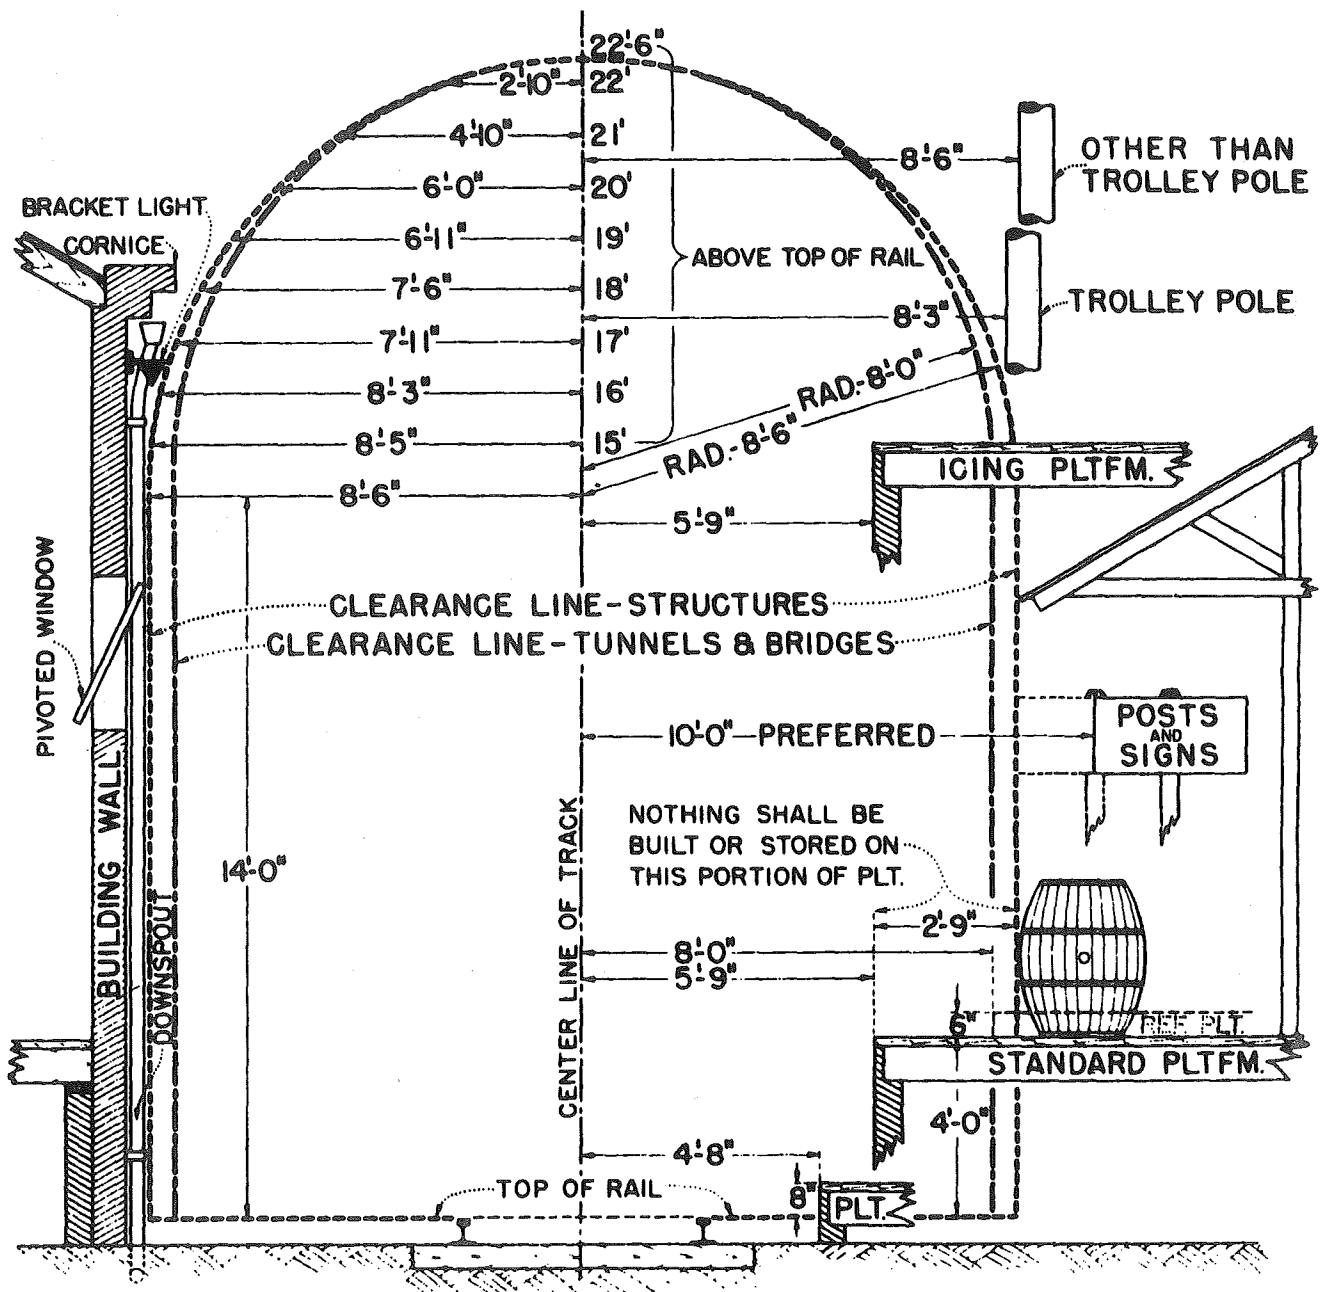 22'-6"
2'-10" 22'
4'-10" 21'
8'-6"
OTHER THAN
TROLLEY POLE
6'-0" 20'
BRACKET LIGHT
CORNICE
6'-11" 19'
ABOVE TOP OF RAIL
7'-6" 18'
TROLLEY POLE
8'-3"
7'-11" 17'
8'-3" 16'
RAD.-8'-0"
8'-5" 15'
RAD.-8'-6"
ICING PLTFM.
8'-6"
5'-9"
PIVOTED WINDOW
CLEARANCE LINE-STRUCTURES
CLEARANCE LINE-TUNNELS & BRIDGES
10'-0" PREFERRED
POSTS
AND
SIGNS
BUILDING WALL
DOWNSPOUT
14'-0"
CENTER LINE OF TRACK
NOTHING SHALL BE
BUILT OR STORED ON
THIS PORTION OF PLT.
2'-9"
8'-0"
5'-9"
6"
PLT.
STANDARD PLTFM.
4'-0"
4'-8"
TOP OF RAIL
8"
PLT.